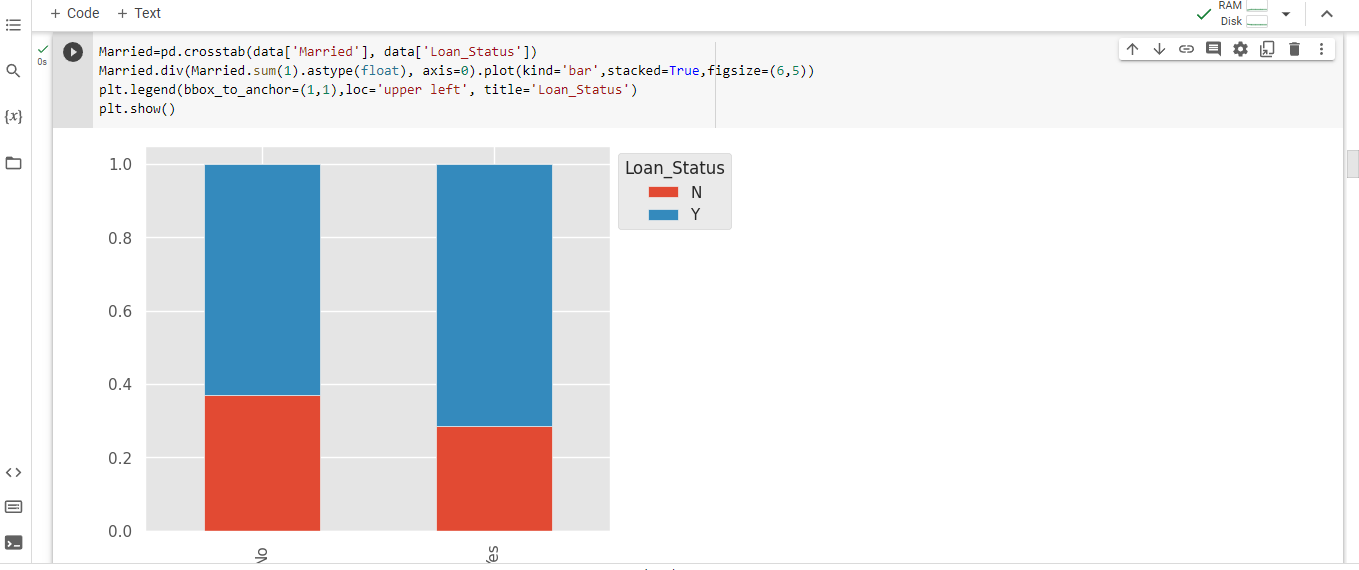 + Code + Text
RAM
Disk
{x}
0s
Married=pd.crosstab(data['Married'], data['Loan_Status'])
Married.div(Married.sum(1).astype(float), axis=0).plot(kind='bar',stacked=True,figsize=(6,5))
plt.legend(bbox_to_anchor=(1,1),loc='upper left', title='Loan_Status')
plt.show()
Loan_Status
N
Y
1.0
0.8
0.6
0.4
0.2
0.0
No
Yes